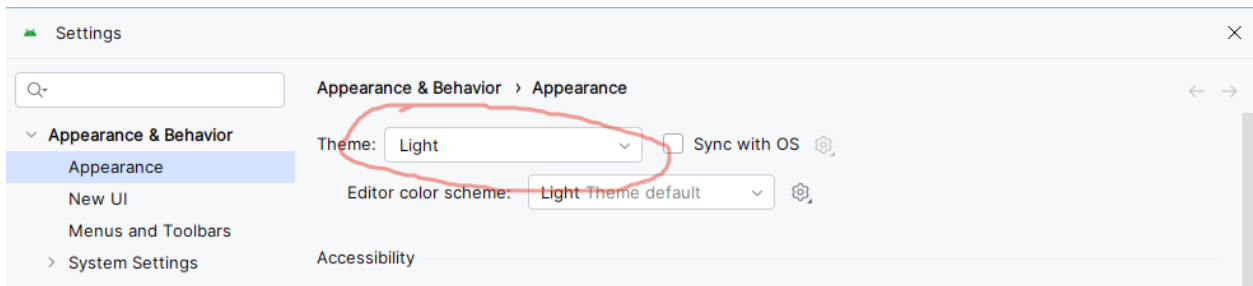 Settings
Appearance & Behavior › Appearance
Appearance & Behavior
Appearance
New UI
Menus and Toolbars
System Settings
Theme: Light Sync with OS
Editor color scheme: Light Theme default
Accessibility